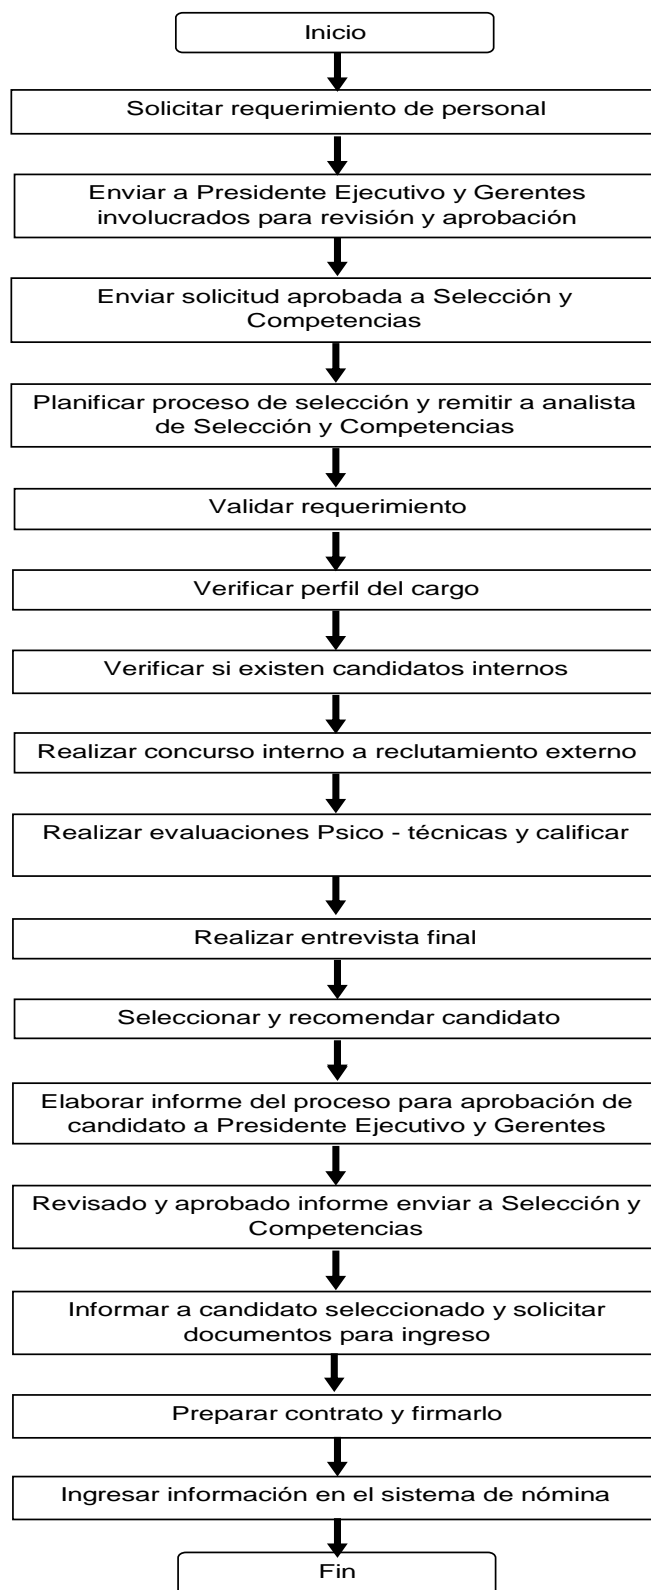 Inicio
Solicitar requerimiento de personal
Enviar a Presidente Ejecutivo y Gerentes
involucrados para revisión y aprobación
Enviar solicitud aprobada a Selección y
Competencias
Planificar proceso de selección y remitir a analista
de Selección y Competencias
Validar requerimiento
Verificar perfil del cargo
Verificar si existen candidatos internos
Realizar concurso interno a reclutamiento externo
Realizar evaluaciones Psico - técnicas y calificar
Realizar entrevista final
Seleccionar y recomendar candidato
Elaborar informe del proceso para aprobación de
candidato a Presidente Ejecutivo y Gerentes
Revisado y aprobado informe enviar a Selección y
Competencias
Informar a candidato seleccionado y solicitar
documentos para ingreso
Preparar contrato y firmarlo
Ingresar información en el sistema de nómina
Fin